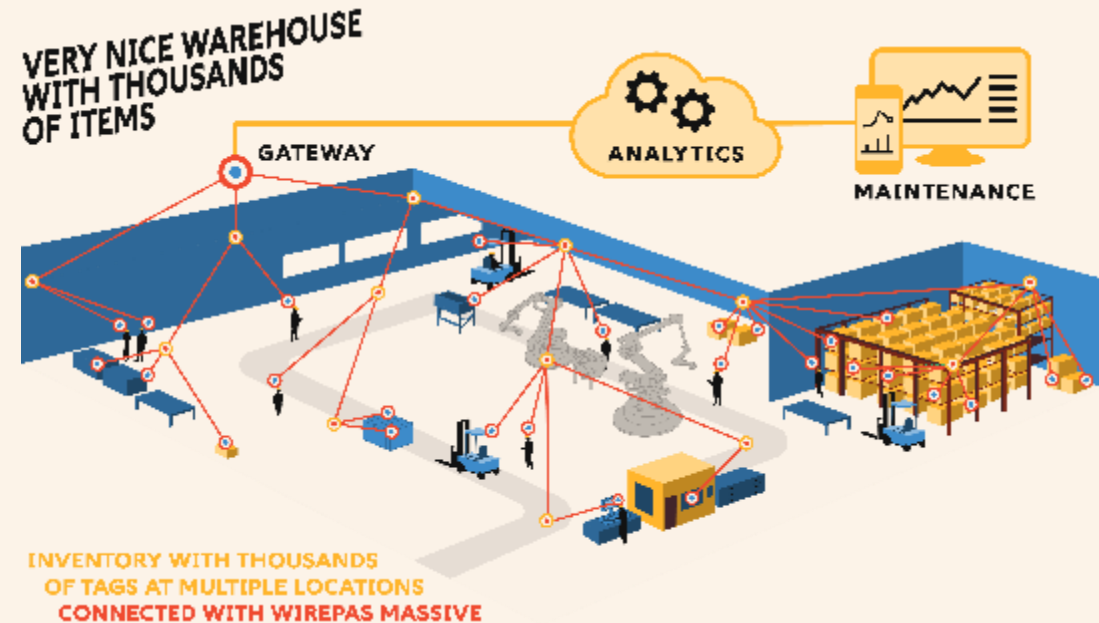 VERY NICE WAREHOUSE
WITH THOUSANDS
OF ITEMS
GATEWAY
ANALYTICS
MAINTENANCE
INVENTORY WITH THOUSANDS
OF TAGS AT MULTIPLE LOCATIONS
CONNECTED WITH WIREPAS MASSIVE